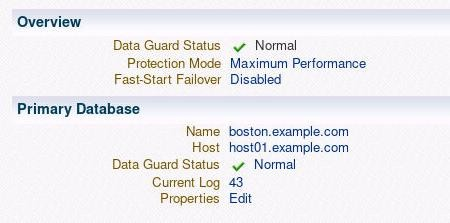 Overview
Data Guard Status Normal
Protection Mode Maximum Performance
Fast-Start Failover Disabled
Primary Database
Name boston.example.com
Host host01.example.com
Data Guard Status Normal
Current Log 43
Properties Edit